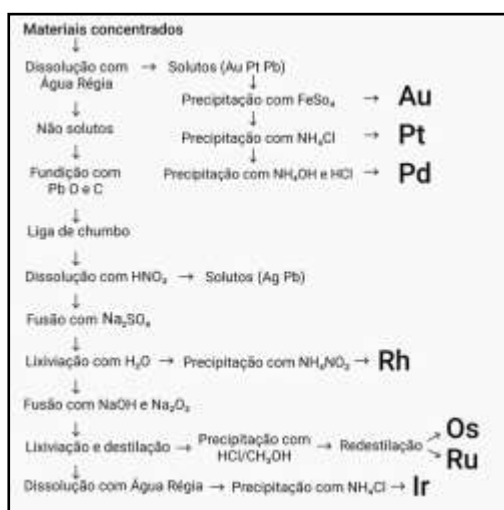 Materiais concentrados
Dissolução com → Solutos (Au Pt Pb)
Água Régia
Precipitação com FeSo₄ → Au
Não solutos
Precipitação com NH₄Cl → Pt
Fundição com
Pb O e C
Precipitação com NH₄OH e HCl → Pd
Liga de chumbo
Dissolução com HNO₃ → Solutos (Ag Pb)
Fusão com Na₂SO₄
Lixiviação com H₂O → Precipitação com NH₄NO₂ → Rh
Fusão com NaOH e Na₂O₂
Lixiviação e destilação → Precipitação com
HCl/CH₃OH
→ Redestilação
Os
Ru
Dissolução com Água Régia → Precipitação com NH₄Cl → Ir